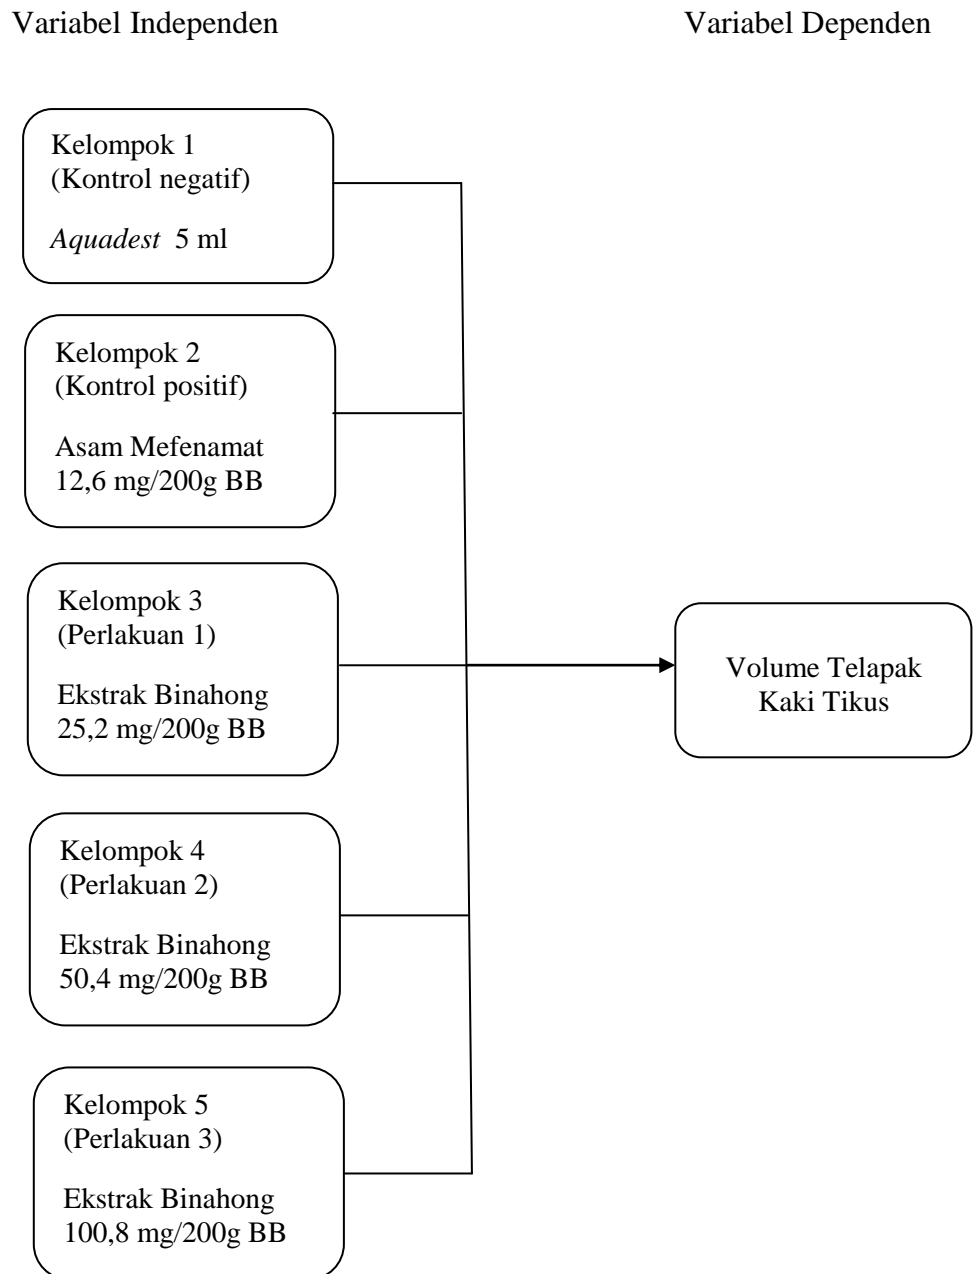 Variabel Independen
Variabel Dependen
Kelompok 1
(Kontrol negatif)
Aquadest 5 ml
Kelompok 2
(Kontrol positif)
Asam Mefenamat
12,6 mg/200g BB
Kelompok 3
(Perlakuan 1)
Ekstrak Binahong
25,2 mg/200g BB
Kelompok 4
(Perlakuan 2)
Ekstrak Binahong
50,4 mg/200g BB
Kelompok 5
(Perlakuan 3)
Ekstrak Binahong
100,8 mg/200g BB
Volume Telapak
Kaki Tikus